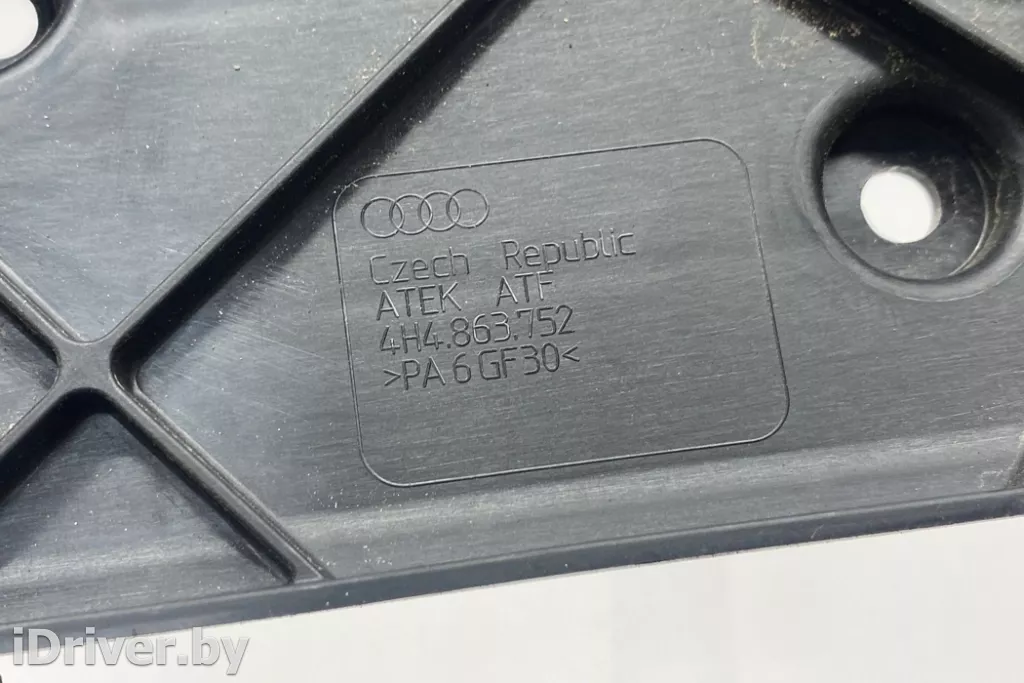 Czech Republic
ATEK ATF
4H4.863.752
>PA 6 GF30<
iDriver.by